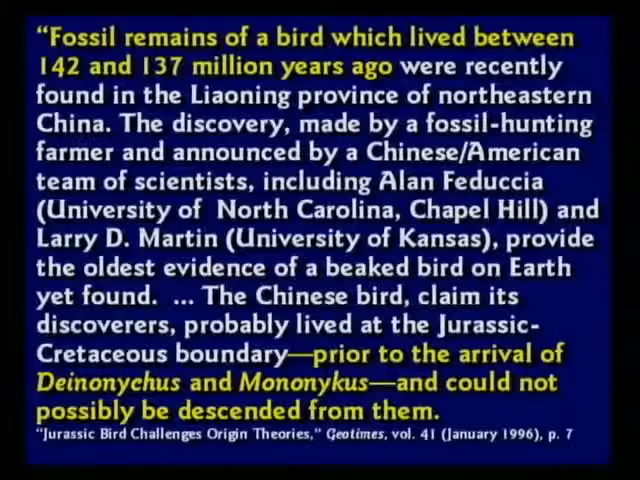 “Fossil remains of a bird which lived between
142 and 137 million years ago were recently
found in the Liaoning province of northeastern
China. The discovery, made by a fossil-hunting
farmer and announced by a Chinese/American
team of scientists, including Alan Feduccia
(University of North Carolina, Chapel Hill) and
Larry D. Martin (University of Kansas), provide
the oldest evidence of a beaked bird on Earth
yet found. ... The Chinese bird, claim its
discoverers, probably lived at the Jurassic-
Cretaceous boundary—prior to the arrival of
Deinonychus and Mononykus—and could not
possibly be descended from them.
“Jurassic Bird Challenges Origin Theories,” Geotimes, vol. 41 (January 1996), p. 7